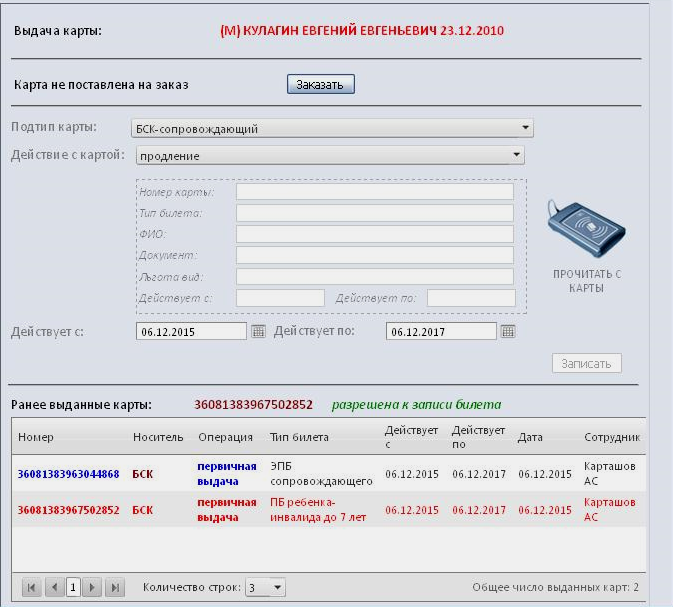 Выдача карты: (М) КУЛАГИН ЕВГЕНИЙ ЕВГЕНЬЕВИЧ 23.12.2010
Карта не поставлена на заказ Заказать
Подтип карты: БСК-сопровождающий
Действие с картой: продление
Номер карты:
Тип билета:
ФИО:
Документ:
Льгота вид:
Действует с: Действует по:
ПРОЧИТАТЬ С
КАРТЫ
Действует с: 06.12.2015 Действует по: 06.12.2017
Записать
Ранее выданные карты: 36081383967502852 разрешена к записи билета
Номер Носитель Операция Тип билета Действует с Действует по Дата Сотрудник
36081383963044868 БСК первичная выдача ЭПБ сопровождающего 06.12.2015 06.12.2017 06.12.2015 Карташов АС
36081383967502852 БСК первичная выдача ПБ ребенка-инвалида до 7 лет 06.12.2015 06.12.2017 06.12.2015 Карташов АС
1 Количество строк: 3 Общее число выданных карт: 2